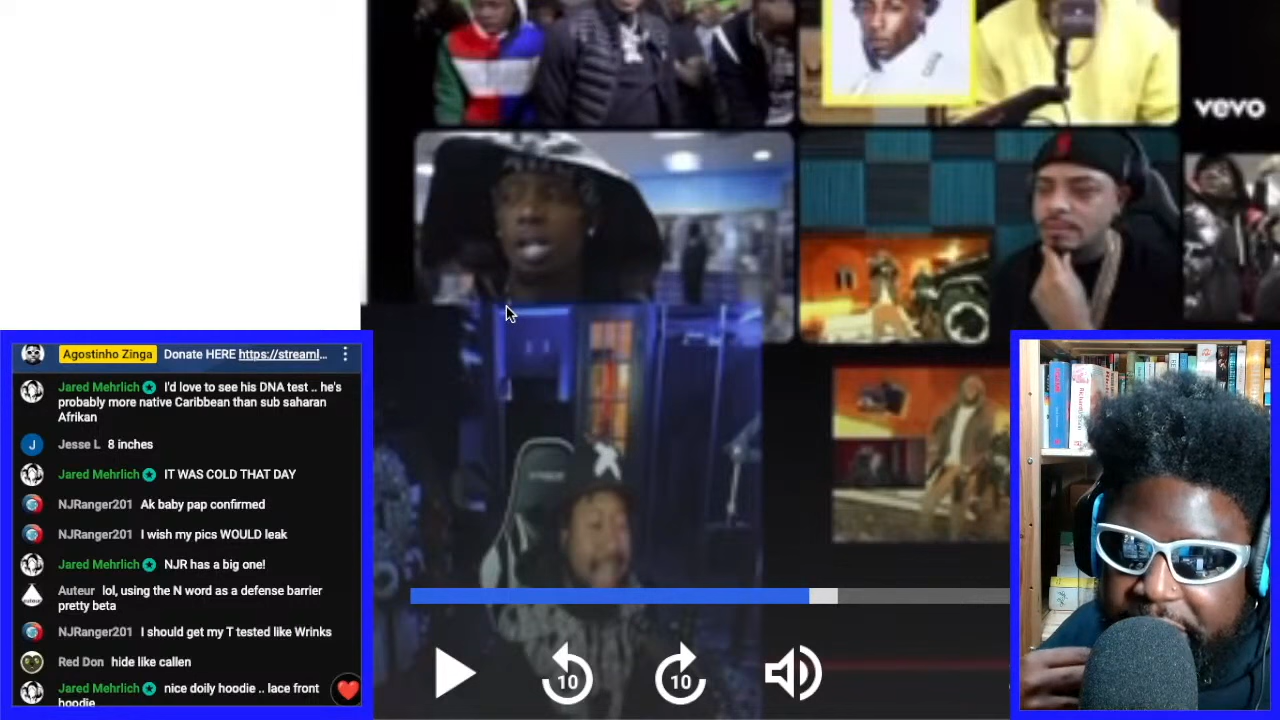 vevo
Agostinho Zinga Donate HERE https://streaml...
Jared Mehrlich I'd love to see his DNA test .. he's
probably more native Caribbean than sub saharan
Afrikan
J Jesse L 8 inches
Jared Mehrlich IT WAS COLD THAT DAY
NJRanger201 Ak baby pap confirmed
NJRanger201 I wish my pics WOULD leak
Jared Mehrlich NJR has a big one!
Auteur lol, using the N word as a defense barrier
pretty beta
NJRanger201 I should get my T tested like Wrinks
Red Don hide like callen
Jared Mehrlich nice doily hoodie .. lace front
hoodie
10
10